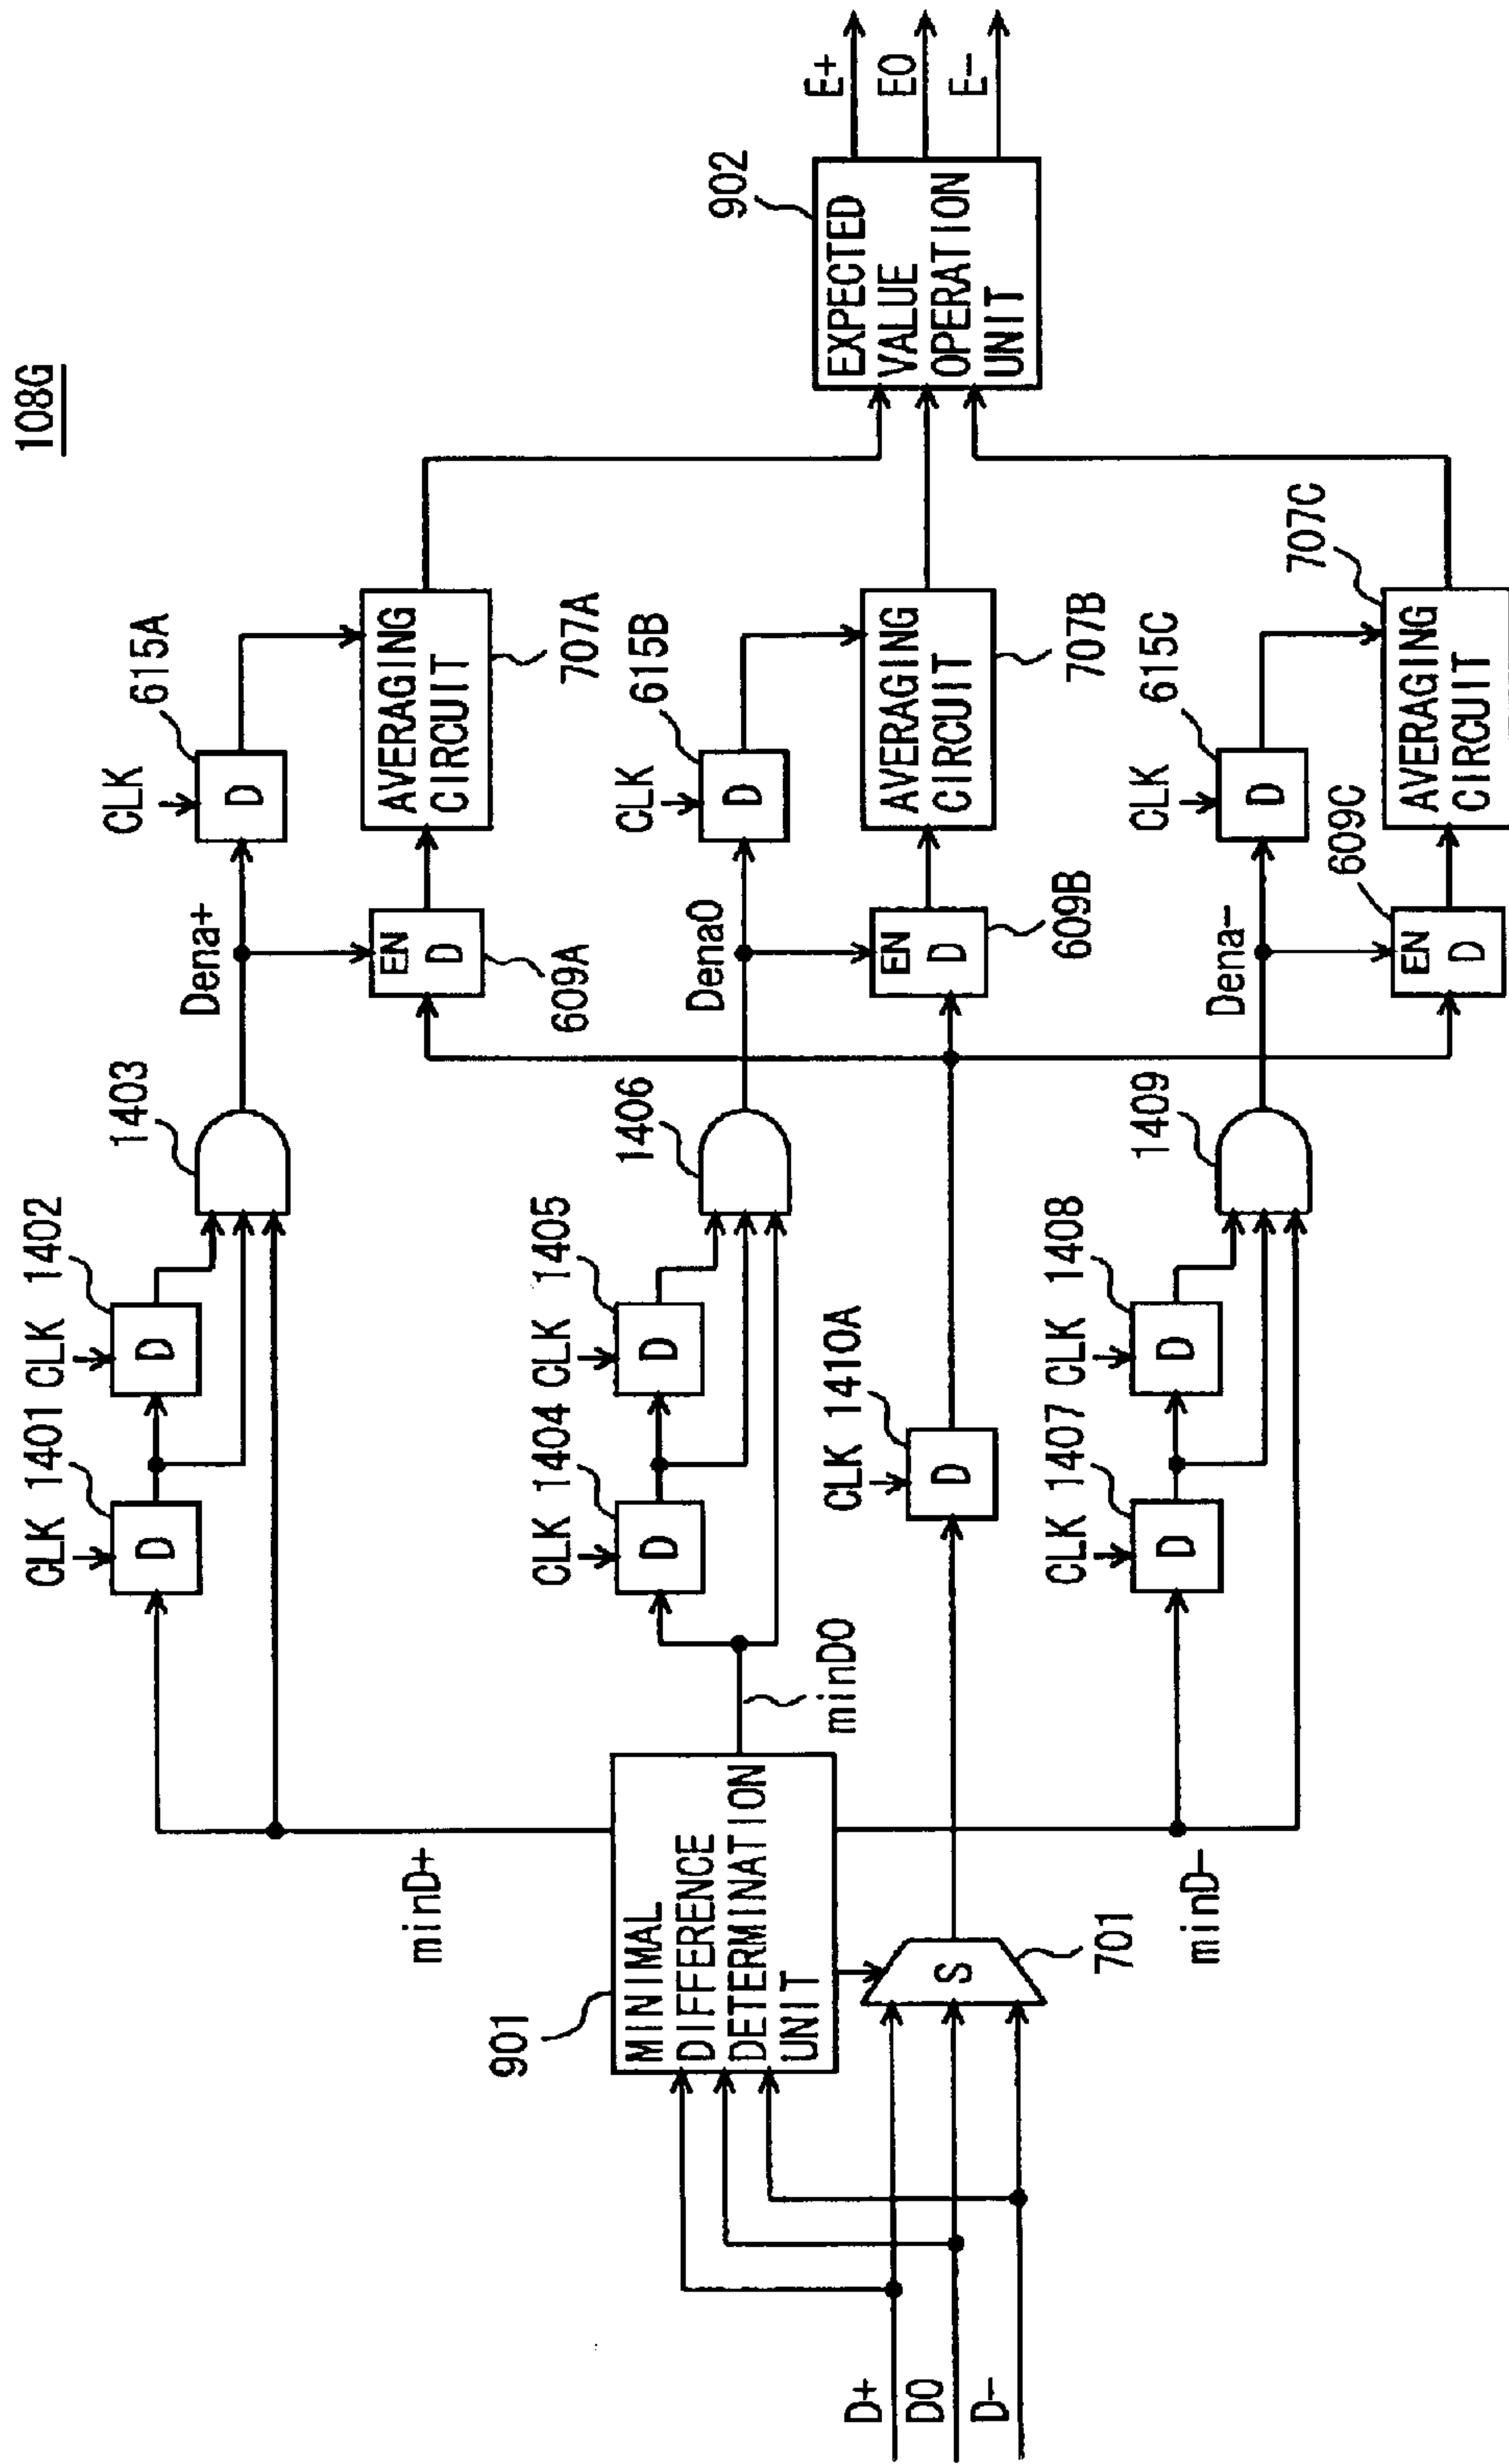 108G
CLK 1401
CLK 1402
D
D
1403
Dena+
CLK
615A
D
EN
D
609A
AVERAGING
CIRCUIT
707A
minD+
901
MINIMAL
DIFFERENCE
DETERMINATION
UNIT
minD0
CLK 1404
CLK 1405
D
D
1406
Dena0
CLK
615B
D
EN
D
609B
AVERAGING
CIRCUIT
707B
902
EXPECTED
VALUE
OPERATION
UNIT
E+
E0
E-
D+
D0
D-
S
701
CLK 1410A
D
minD-
CLK 1407
CLK 1408
D
D
1409
Dena-
CLK
615C
D
EN
D
609C
AVERAGING
CIRCUIT
707C